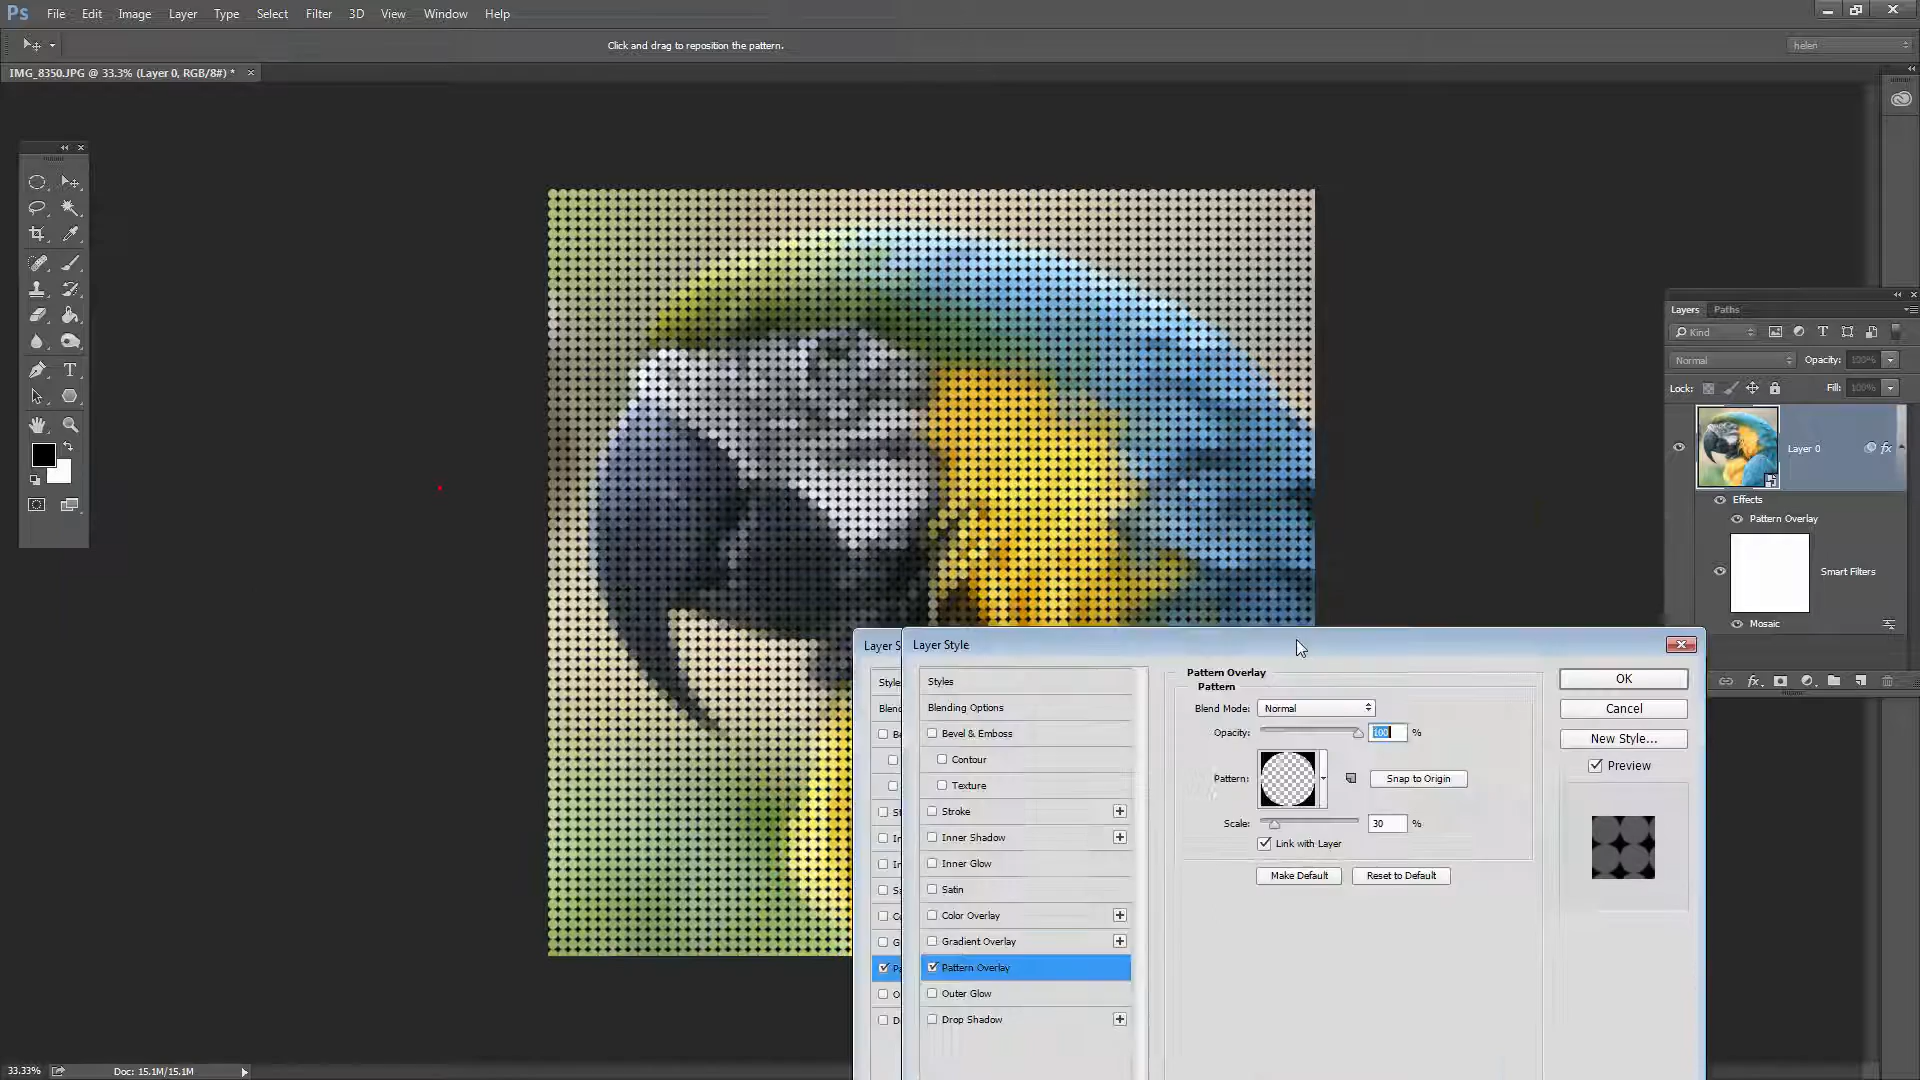 Ps File Edit Image Layer Type Select Filter 3D View Window Help
Click and drag to reposition the pattern.
helen
IMG_8350.JPG @ 33.3% (Layer 0, RGB/8#) *
Layers Paths
Kind
Normal Opacity: 100%
Lock: Fill: 100%
Layer 0 fx
Effects
Pattern Overlay
Smart Filters
Mosaic
fx
Layer S
Style
Blend
Layer Style
Styles
Blending Options
Bevel & Emboss
Contour
Texture
Stroke
Inner Shadow
Inner Glow
Satin
Color Overlay
Gradient Overlay
Pattern Overlay
Outer Glow
Drop Shadow
Pattern Overlay
Pattern
Blend Mode: Normal
Opacity: 100 %
Pattern: Snap to Origin
Scale: 30 %
Link with Layer
Make Default Reset to Default
OK
Cancel
New Style...
Preview
33.33% Doc: 15.1M/15.1M